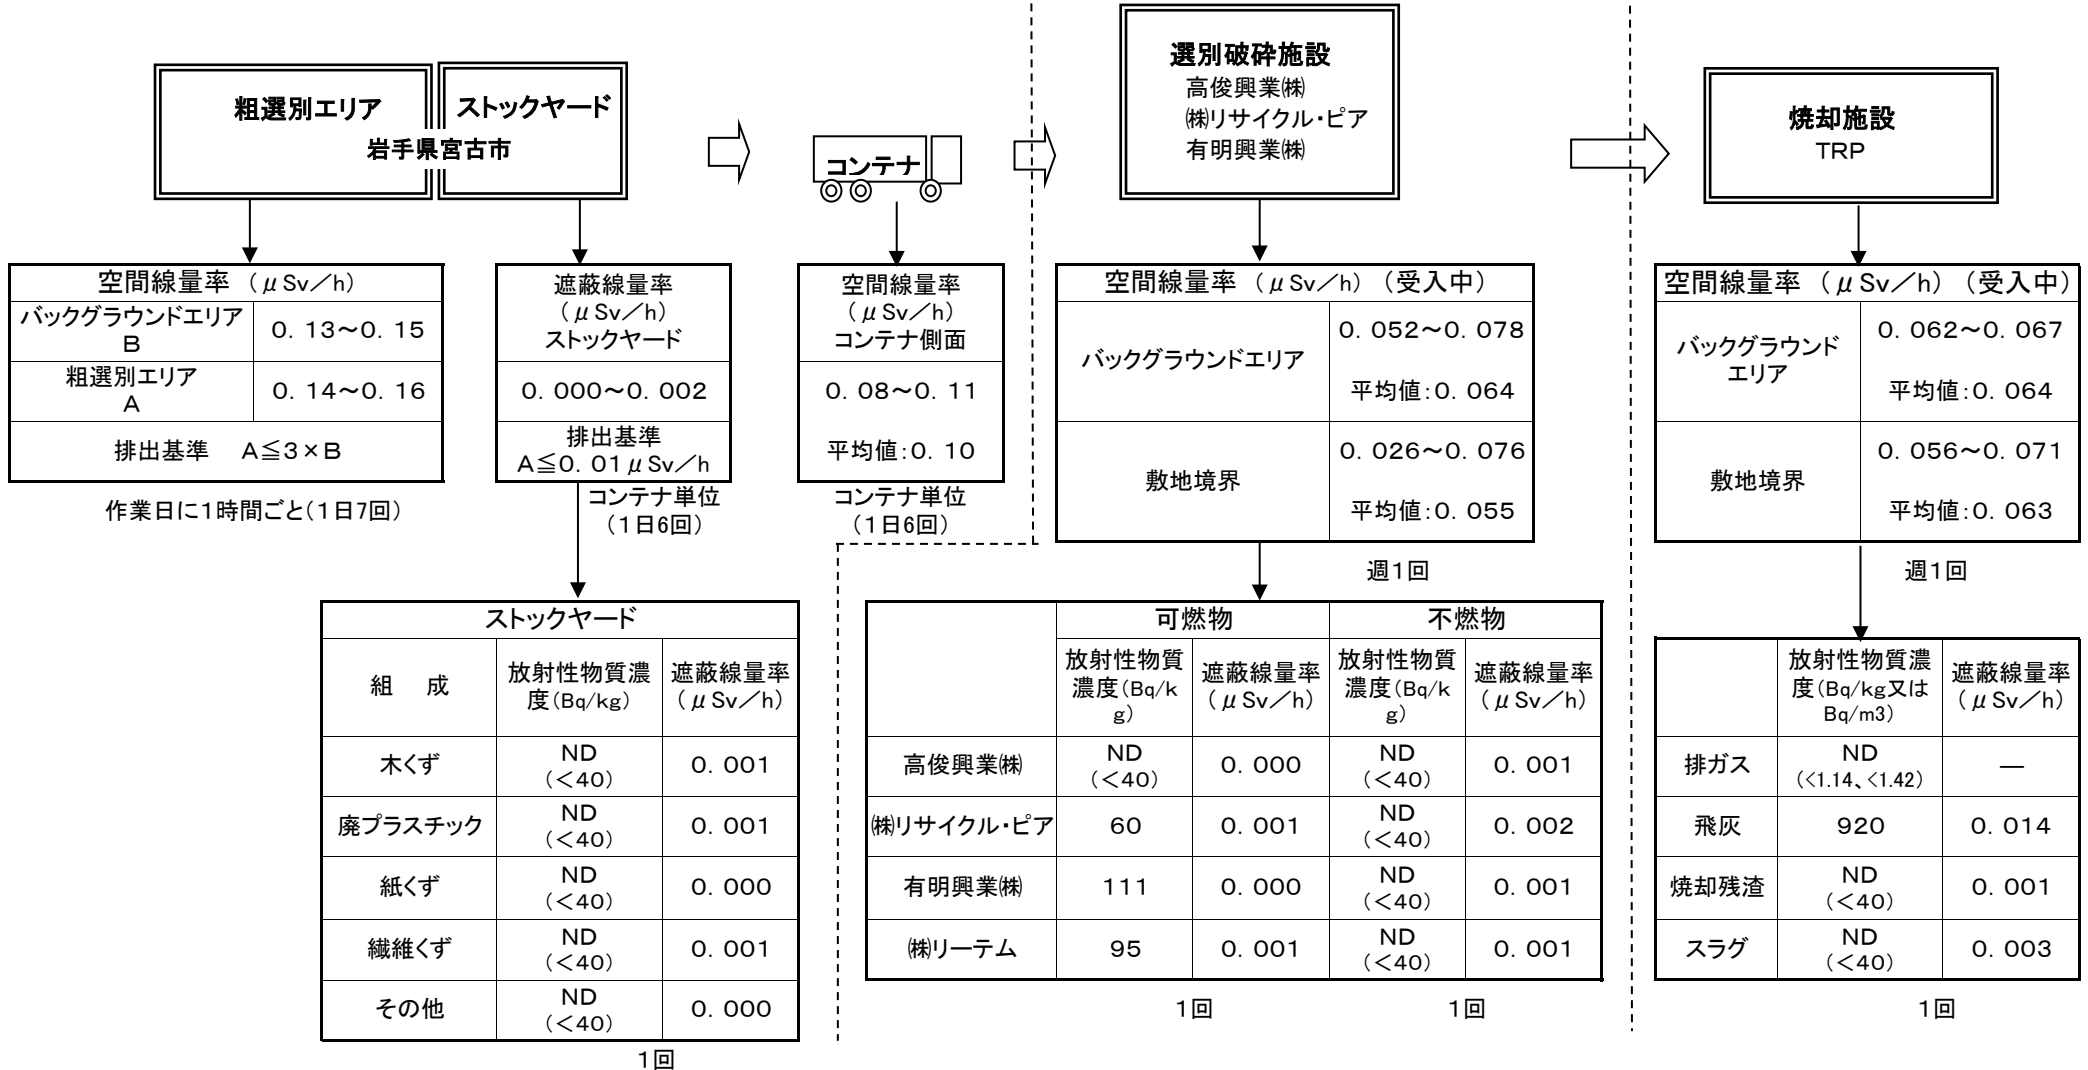 粗選別エリア
ストックヤード
岩手県宮古市
コンテナ
選別破砕施設
高俊興業㈱
㈱リサイクル・ピア
有明興業㈱
焼却施設
TRP
空間線量率 （μSv／h）
バックグラウンドエリア
B
0.13～0.15
粗選別エリア
A
0.14～0.16
排出基準 A≦3×B
作業日に1時間ごと（1日7回）
遮蔽線量率
（μSv／h）
ストックヤード
0.000～0.002
排出基準
A≦0.01μSv／h
コンテナ単位
（1日6回）
空間線量率
（μSv／h）
コンテナ側面
0.08～0.11
平均値：0.10
コンテナ単位
（1日6回）
空間線量率 （μSv／h）（受入中）
バックグラウンドエリア
0.052～0.078
平均値：0.064
敷地境界
0.026～0.076
平均値：0.055
週1回
空間線量率 （μSv／h）（受入中）
バックグラウンド
エリア
0.062～0.067
平均値：0.064
敷地境界
0.056～0.071
平均値：0.063
週1回
ストックヤード
組 成
放射性物質濃
度（Bq/kg）
遮蔽線量率
（μSv／h）
木くず
ND
（＜40）
0.001
廃プラスチック
ND
（＜40）
0.001
紙くず
ND
（＜40）
0.000
繊維くず
ND
（＜40）
0.001
その他
ND
（＜40）
0.000
1回
可燃物
不燃物
放射性物質
濃度（Bq/k
g）
遮蔽線量率
（μSv／h）
放射性物質
濃度（Bq/k
g）
遮蔽線量率
（μSv／h）
高俊興業㈱
ND
（＜40）
0.000
ND
（＜40）
0.001
㈱リサイクル・ピア
60
0.001
ND
（＜40）
0.002
有明興業㈱
111
0.000
ND
（＜40）
0.001
㈱リーテム
95
0.001
ND
（＜40）
0.001
1回
1回
放射性物質濃
度（Bq/kg又は
Bq/m3）
遮蔽線量率
（μSv／h）
排ガス
ND
（<1.14、<1.42）
―
飛灰
920
0.014
焼却残渣
ND
（＜40）
0.001
スラグ
ND
（＜40）
0.003
1回